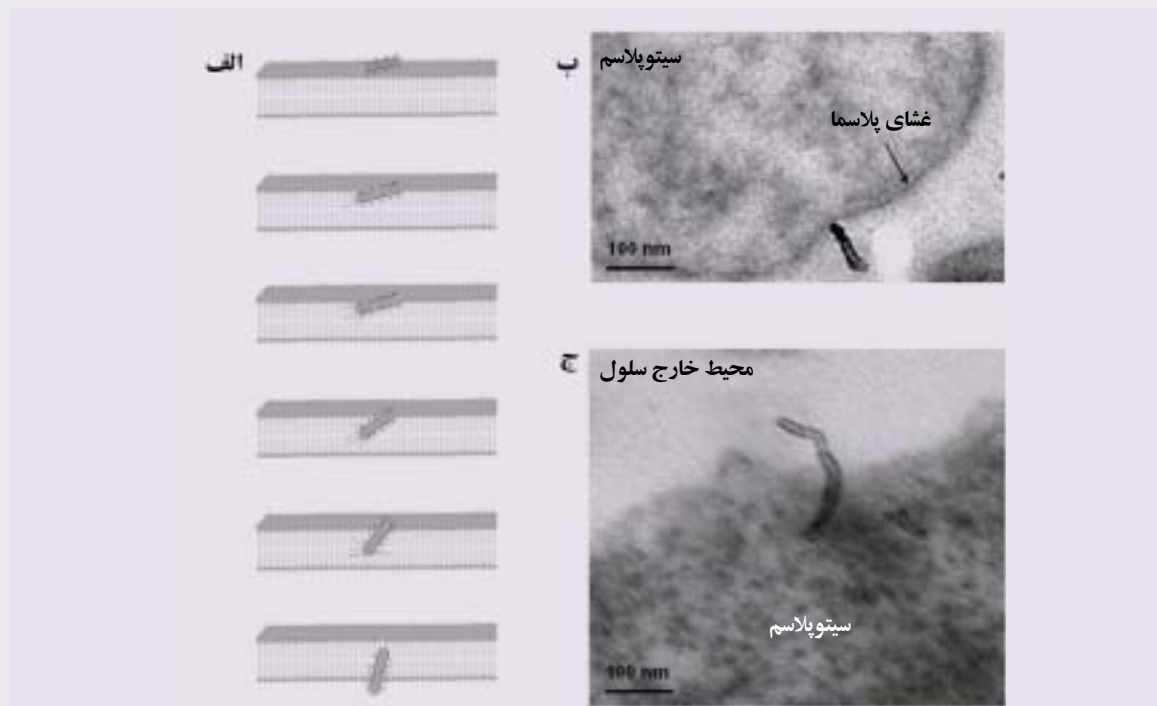 الف
ب
سیتوپلاسم
غشای پلاسما
100 nm
ج
محیط خارج سلول
سیتوپلاسم
100 nm